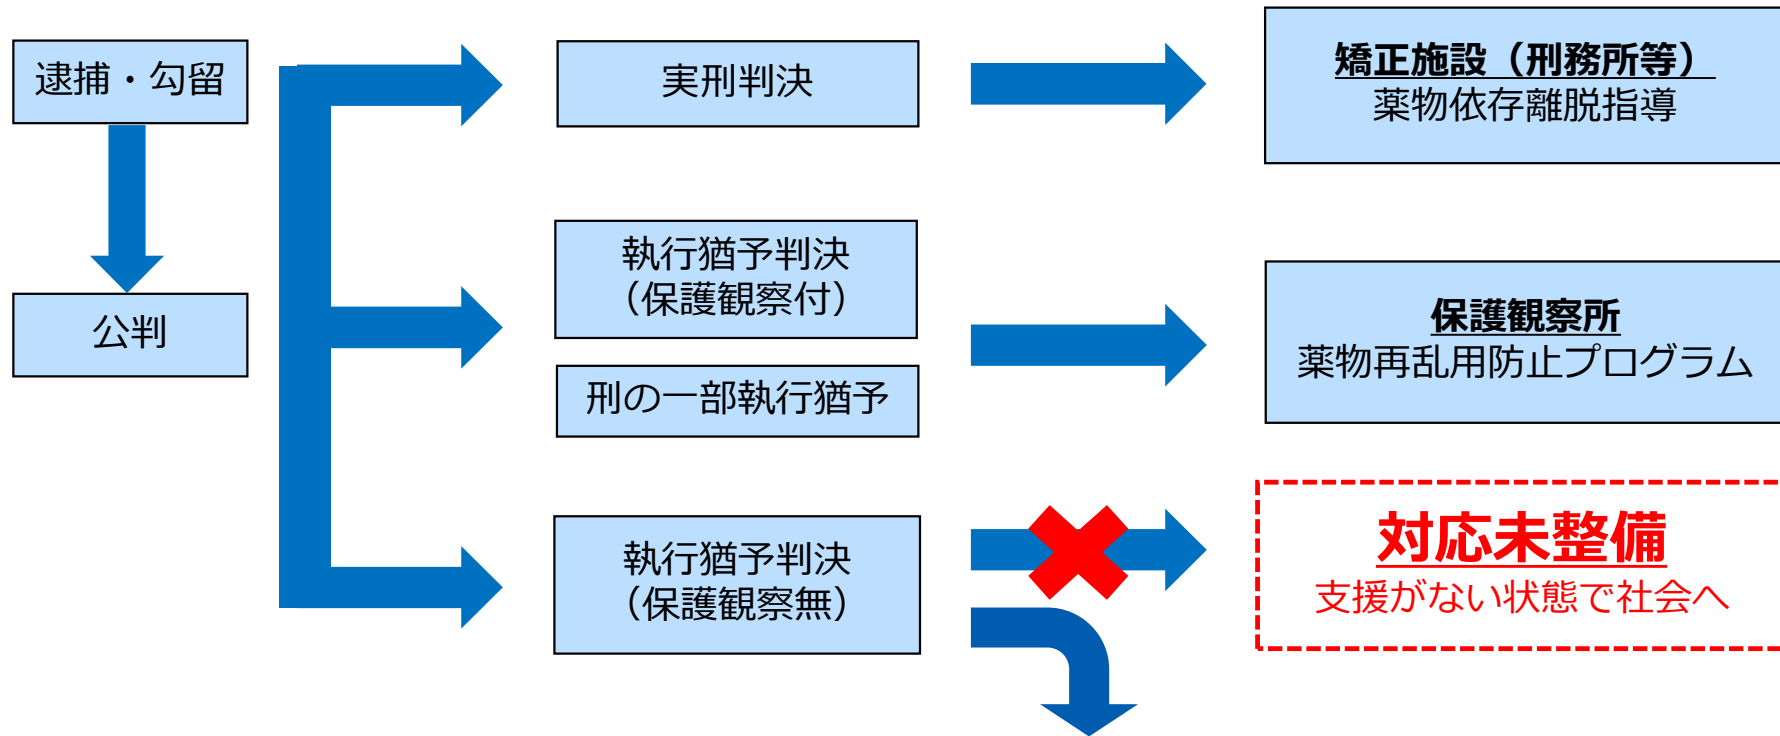 逮捕・勾留
公判
実刑判決
矯正施設（刑務所等）
薬物依存離脱指導
執行猶予判決
（保護観察付）
刑の一部執行猶予
保護観察所
薬物再乱用防止プログラム
執行猶予判決
（保護観察無）
対応未整備
支援がない状態で社会へ